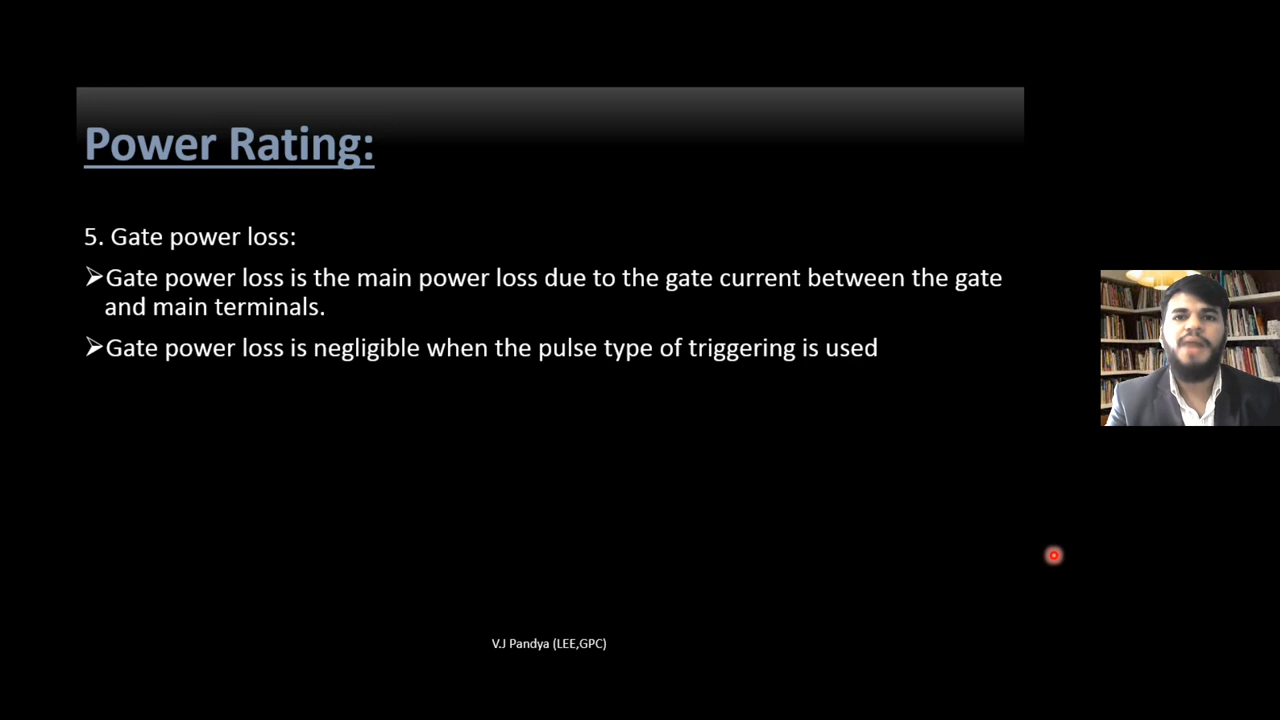 Power Rating:
5. Gate power loss:
➢Gate power loss is the main power loss due to the gate current between the gate
and main terminals.
➢Gate power loss is negligible when the pulse type of triggering is used
V.J Pandya (LEE,GPC)